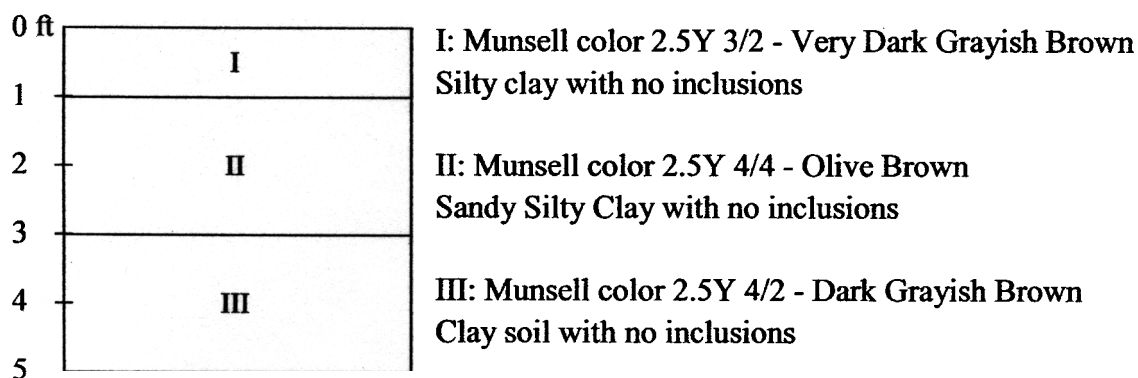 0 ft
I
I: Munsell color 2.5Y 3/2 - Very Dark Grayish Brown
Silty clay with no inclusions
1
2
II
II: Munsell color 2.5Y 4/4 - Olive Brown
Sandy Silty Clay with no inclusions
3
4
III
III: Munsell color 2.5Y 4/2 - Dark Grayish Brown
Clay soil with no inclusions
5